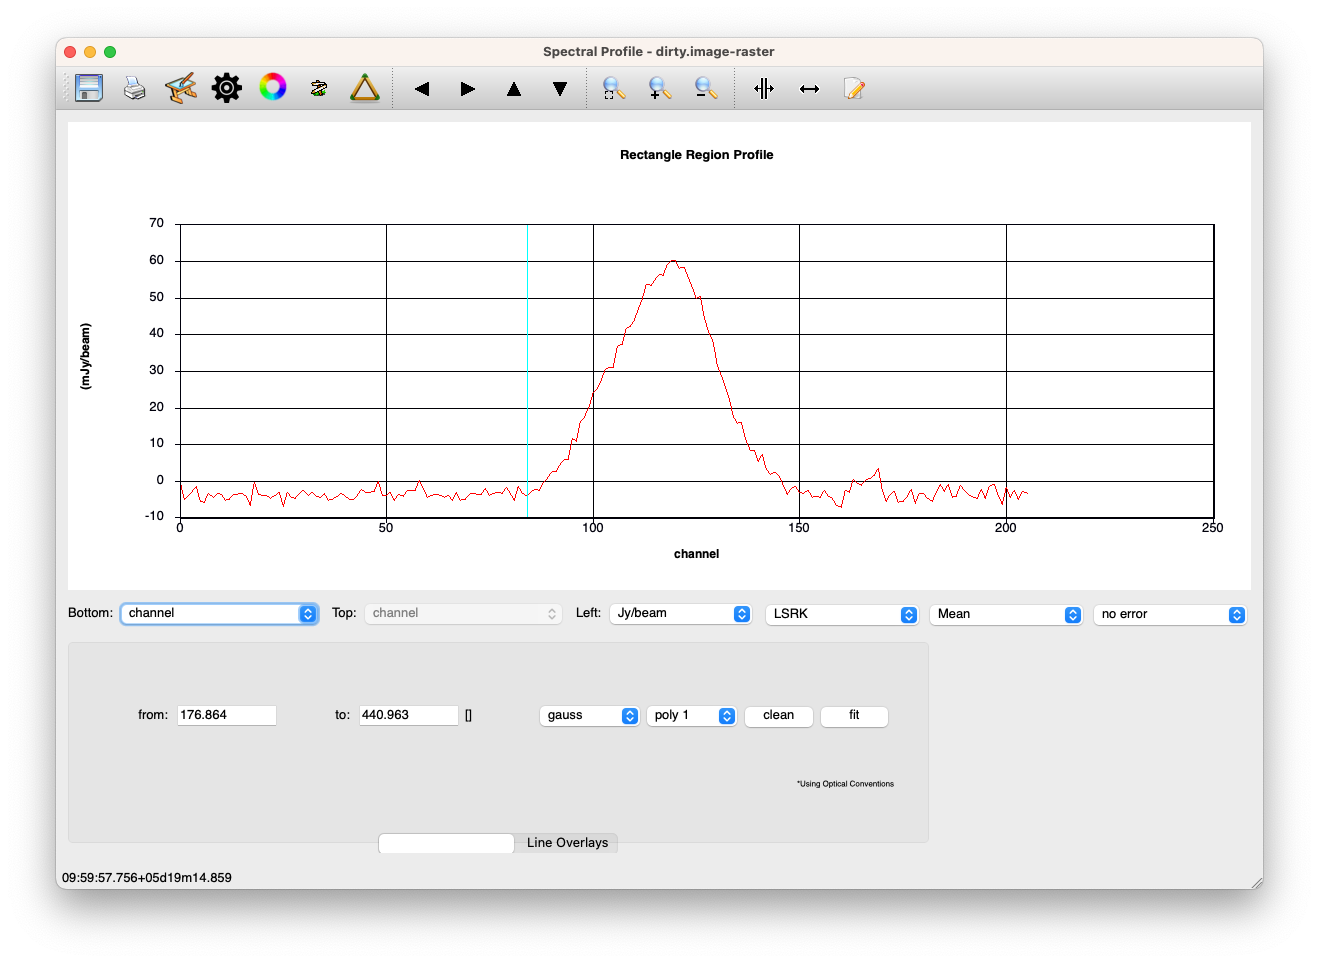 Spectral Profile - dirty.image-raster
Rectangle Region Profile
70
60
50
40
30
20
10
0
-10
(mJy/beam)
0 50 100 150 200 250
channel
Bottom: channel Top: channel Left: Jy/beam LSRK Mean no error
from: 176.864 to: 440.963 [] gauss poly 1 clean fit
*Using Optical Conventions
Line Overlays
09:59:57.756+05d19m14.859